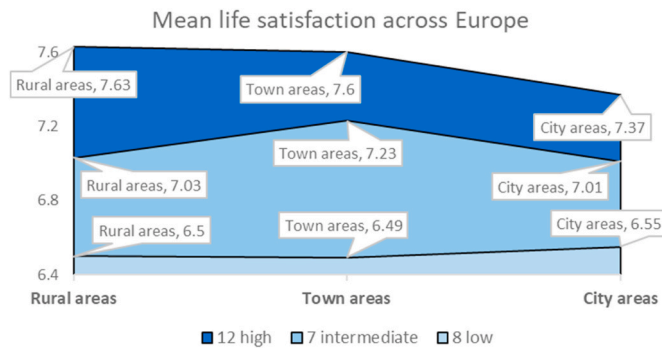 Mean life satisfaction across Europe
7.6
Rural areas, 7.63
Town areas, 7.6
7.2
City areas, 7.37
Town areas, 7.23
Rural areas, 7.03
City areas, 7.01
6.8
Rural areas, 6.5
Town areas, 6.49
City areas, 6.55
6.4
Rural areas
Town areas
City areas
12 high
7 intermediate
8 low